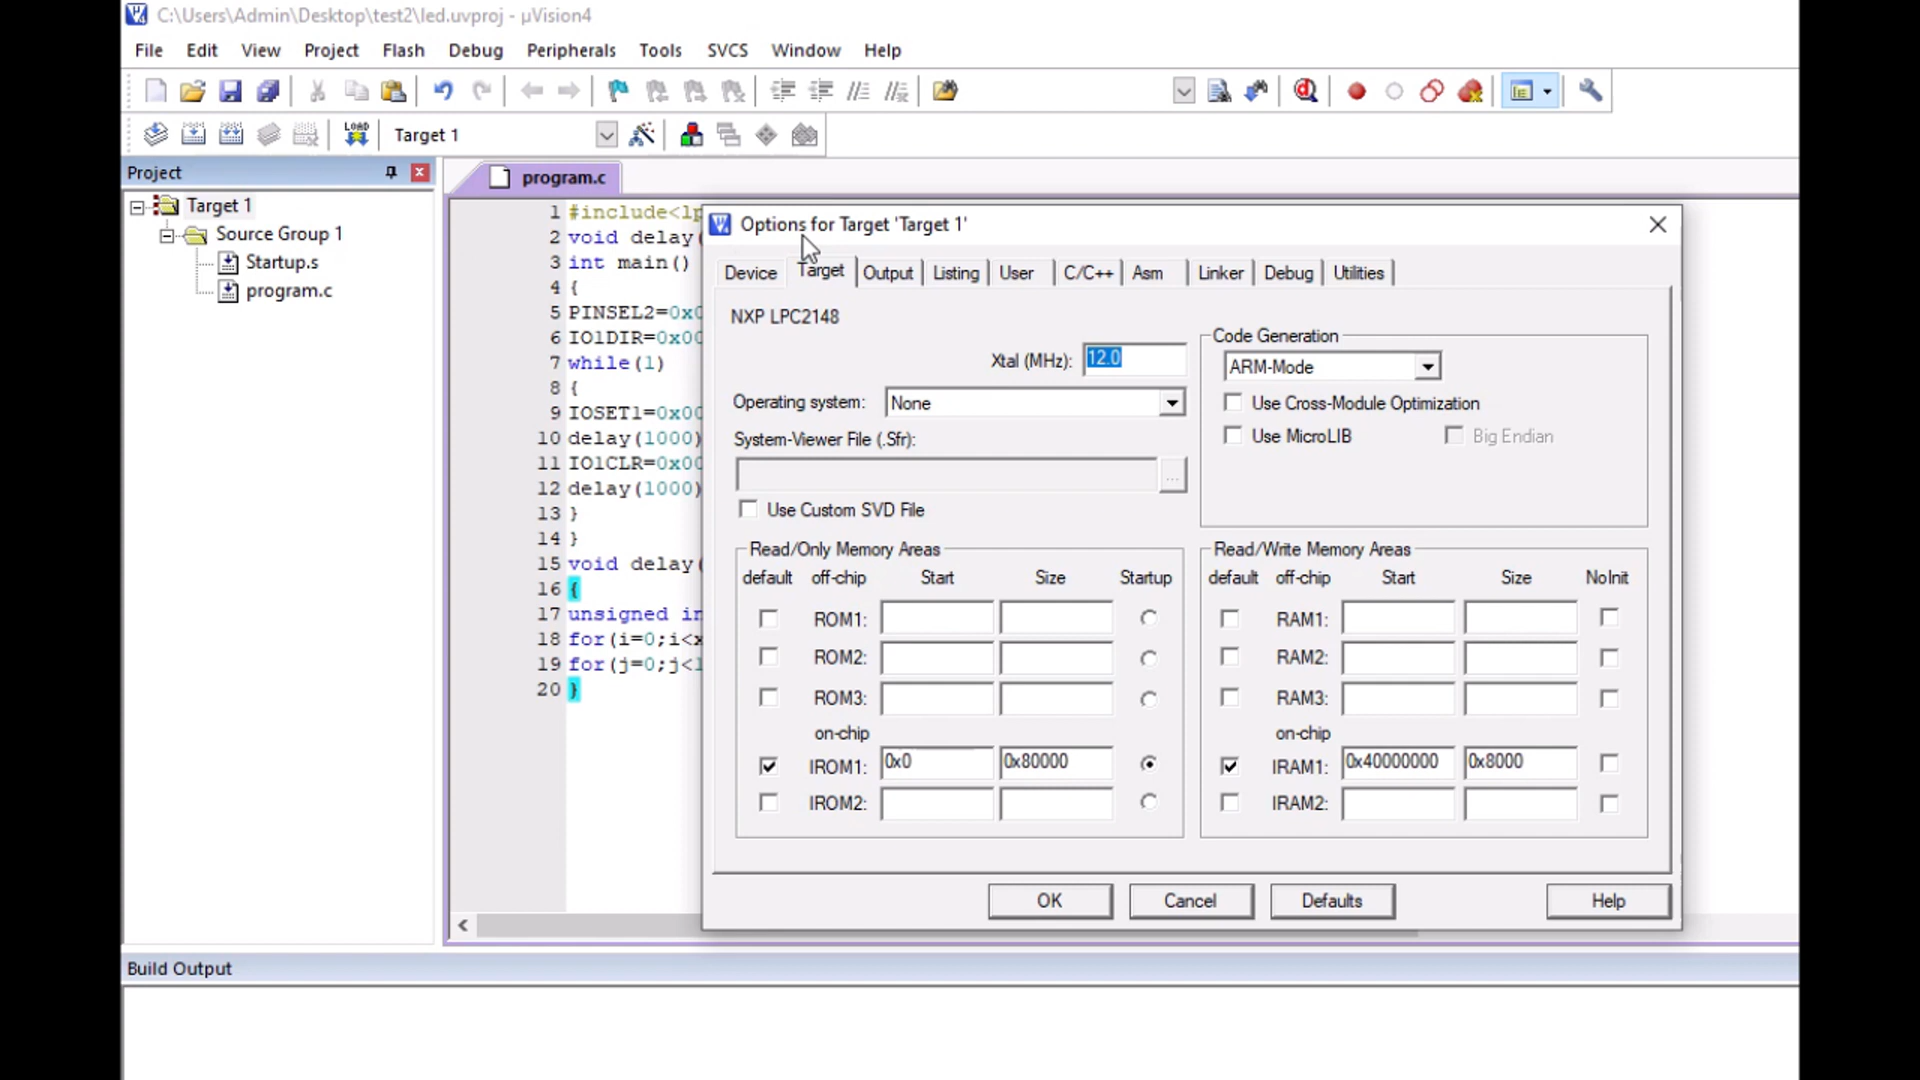 C:\Users\Admin\Desktop\test2\led.uvproj - µVision4
File Edit View Project Flash Debug Peripherals Tools SVCS Window Help
LOAD Target 1
Project
program.c
Target 1
Source Group 1
Startup.s
program.c
1 #include<lp
2 void delay(
3 int main()
4 {
5 PINSEL2=0x0
6 IO1DIR=0x00
7 while(1)
8 {
9 IOSET1=0x00
10 delay(1000)
11 IO1CLR=0x00
12 delay(1000)
13 }
14 }
15 void delay(
16 {
17 unsigned in
18 for(i=0;i<x
19 for(j=0;j<1
20 }
Options for Target 'Target 1'
Device Target Output Listing User C/C++ Asm Linker Debug Utilities
NXP LPC2148
Xtal (MHz): 12.0
Operating system: None
System-Viewer File (.Sfr):
...
Use Custom SVD File
Code Generation
ARM-Mode
Use Cross-Module Optimization
Use MicroLIB Big Endian
Read/Only Memory Areas
default off-chip Start Size Startup
ROM1:
ROM2:
ROM3:
on-chip
IROM1: 0x0 0x80000
IROM2:
Read/Write Memory Areas
default off-chip Start Size NoInit
RAM1:
RAM2:
RAM3:
on-chip
IRAM1: 0x40000000 0x8000
IRAM2:
OK Cancel Defaults Help
Build Output